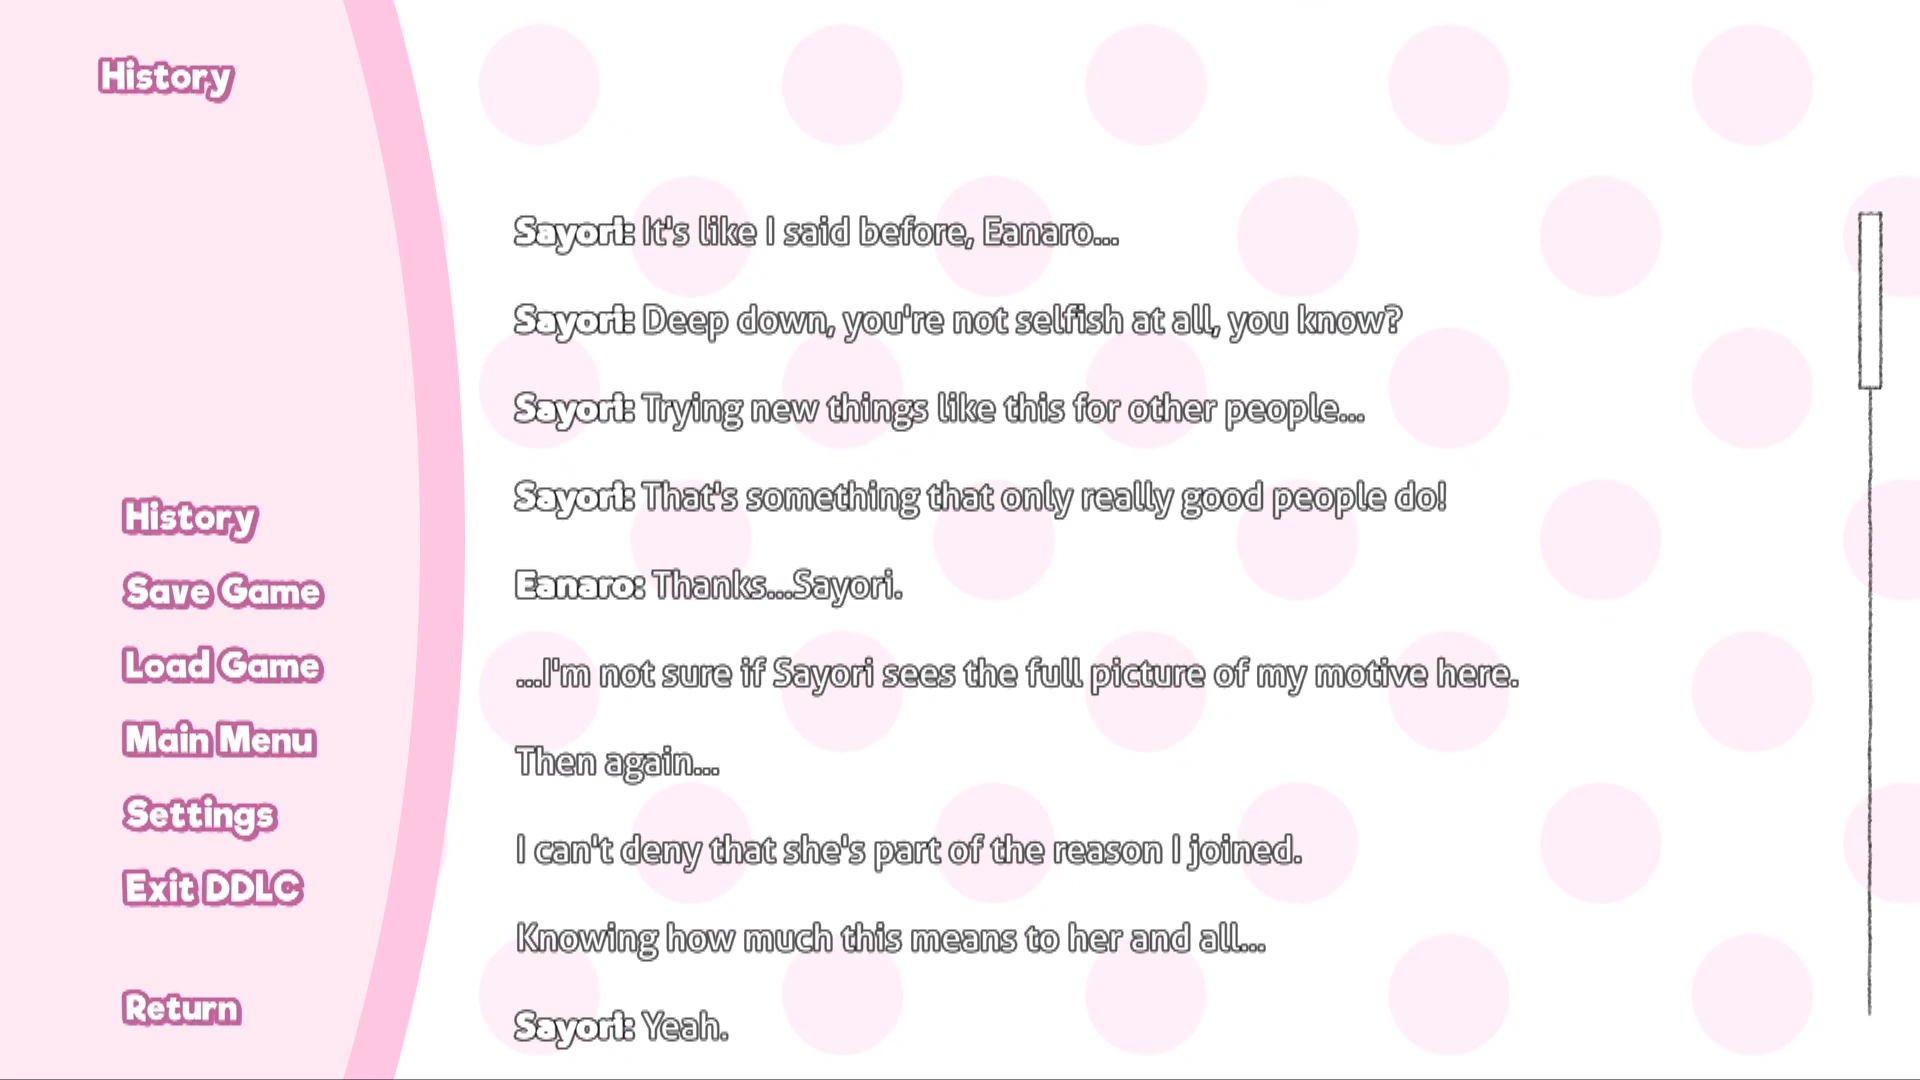 History
Sayori: It's like I said before, Eanaro...
Sayori: Deep down, you're not selfish at all, you know?
Sayori: Trying new things like this for other people...
Sayori: That's something that only really good people do!
Eanaro: Thanks...Sayori.
...I'm not sure if Sayori sees the full picture of my motive here.
Then again...
I can't deny that she's part of the reason I joined.
Knowing how much this means to her and all...
Sayori: Yeah.
History
Save Game
Load Game
Main Menu
Settings
Exit DDLC
Return